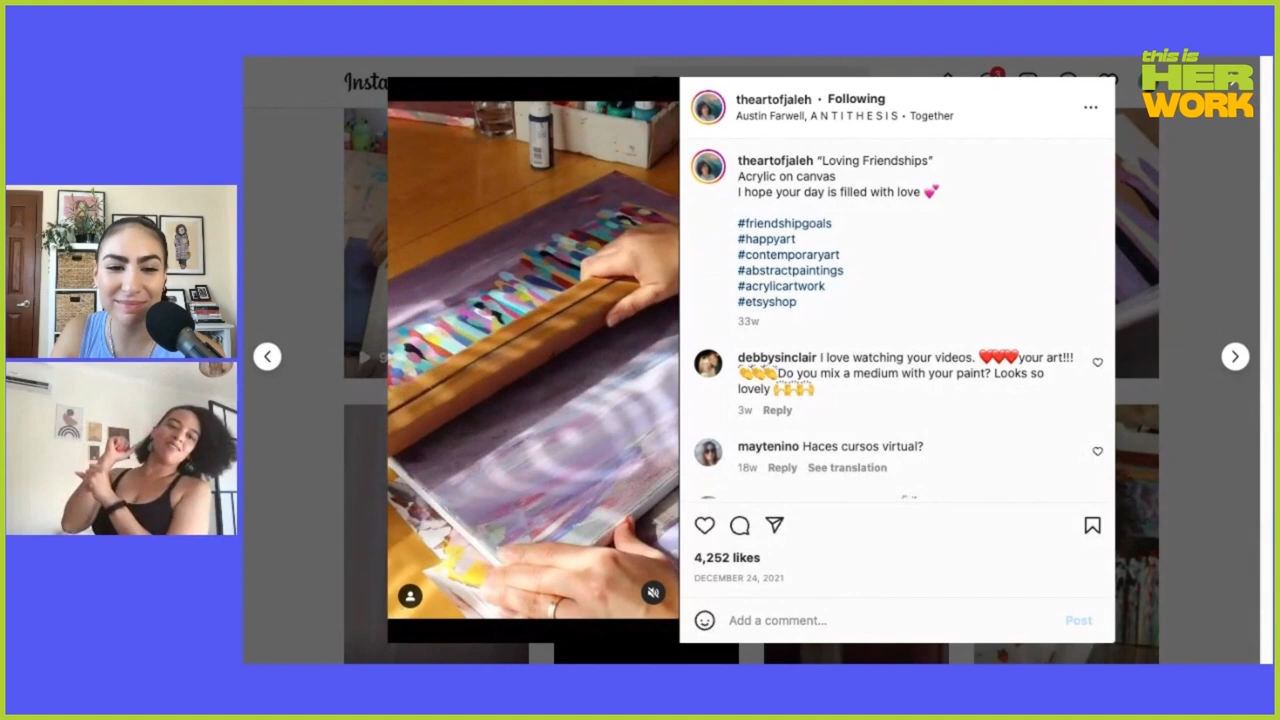 this is
HER
WORK
Insta
theartofjaleh • Following
Austin Farwell, A N T I T H E S I S • Together
theartofjaleh “Loving Friendships”
Acrylic on canvas
I hope your day is filled with love 💕
#friendshipgoals
#happyart
#contemporaryart
#abstractpaintings
#acrylicartwork
#etsyshop
33w
debbysinclair I love watching your videos. ❤️❤️❤️your art!!!
👏👏👏Do you mix a medium with your paint? Looks so
lovely 🙌🙌🙌
3w Reply
maytenino Haces cursos virtual?
18w Reply See translation
4,252 likes
DECEMBER 24, 2021
Add a comment...
Post